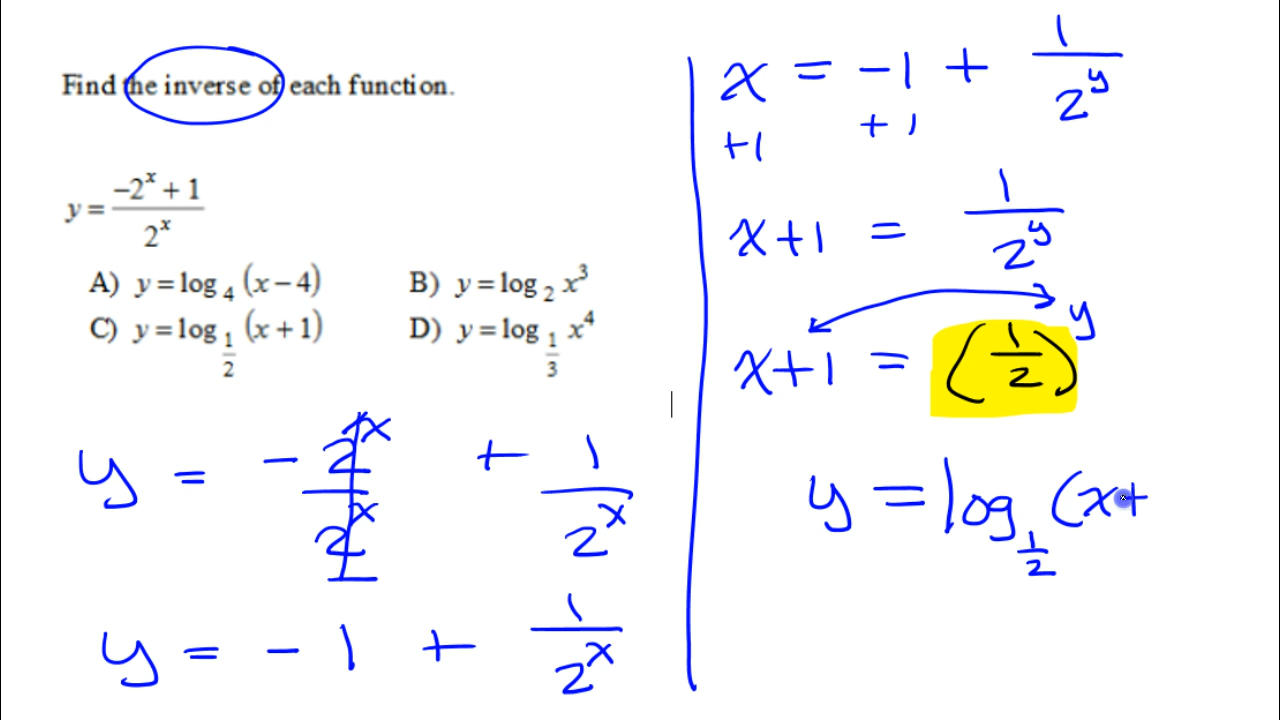 Find the inverse of each function.
y = (-2^x + 1)/(2^x)
A) y = log_4 (x - 4)
B) y = log_2 x^3
C) y = log_{1/2} (x + 1)
D) y = log_{1/3} x^4
y = - 2^x/2^x + 1/2^x
y = - 1 + 1/2^x
x = -1 + 1/2^y
+1 +1
x+1 = 1/2^y
x+1 = (1/2)^y
y = log_{1/2} (x+